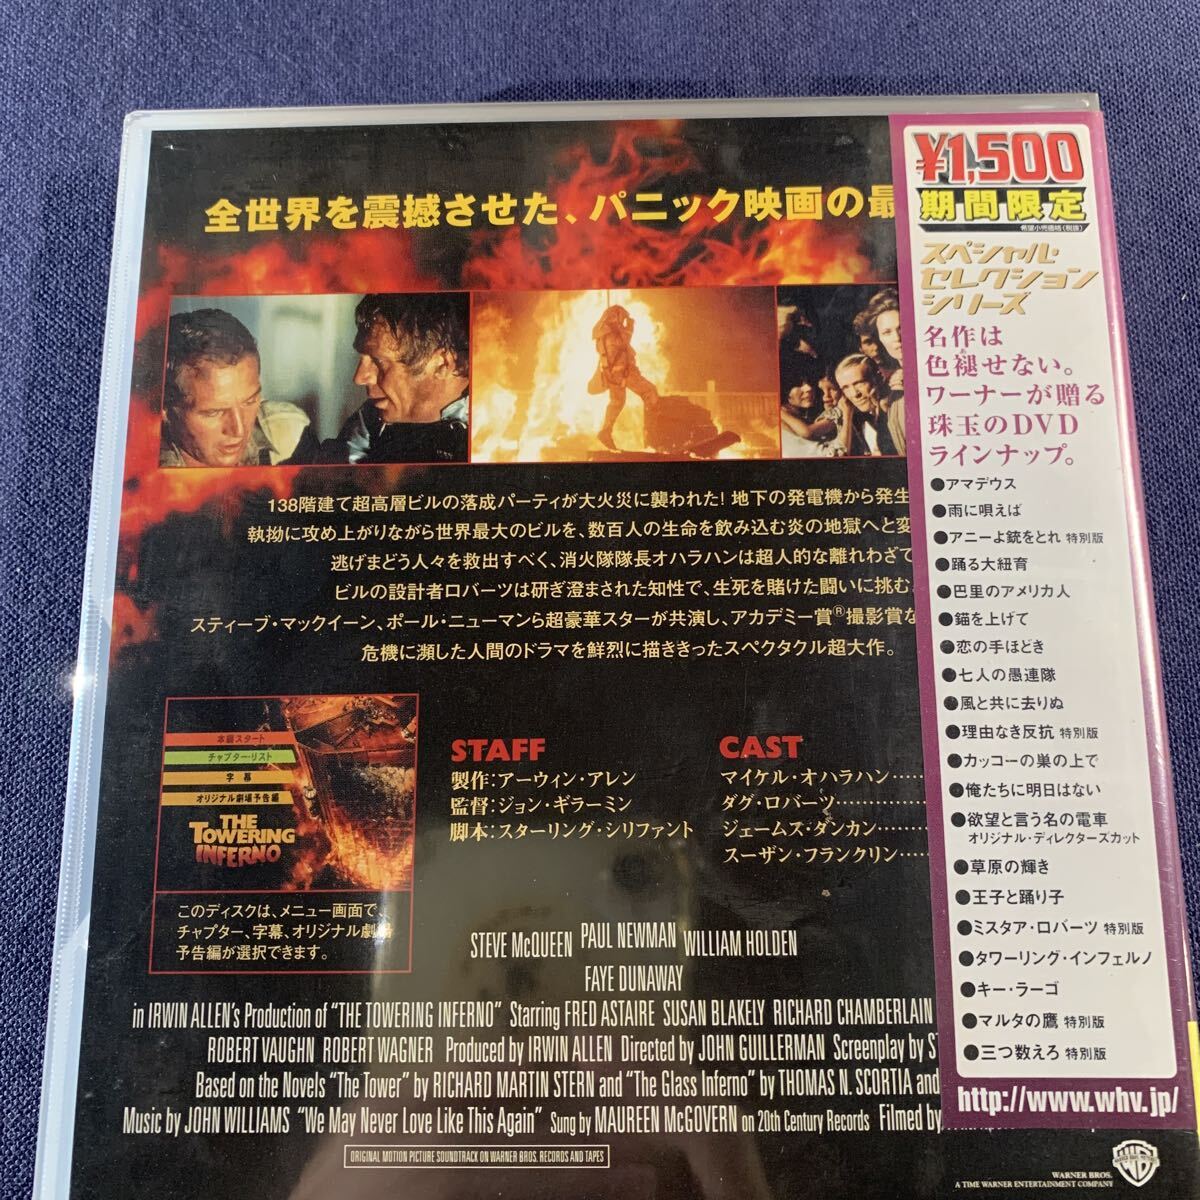 全世界を震撼させた、パニック映画の最
138階建て超高層ビルの落成パーティが大火災に襲われた! 地下の発電機から発生
執拗に攻め上がりながら世界最大のビルを、数百人の生命を飲み込む炎の地獄へと変
逃げまどう人々を救出すべく、消火隊隊長オハラハンは超人的な離れわざで
ビルの設計者ロバーツは研ぎ澄まされた知性で、生死を賭けた闘いに挑む。
スティーブ・マックイーン、ポール・ニューマンら超豪華スターが共演し、アカデミー賞®撮影賞な
危機に瀕した人間のドラマを鮮烈に描ききったスペクタクル超大作。
本編スタート
チャプター・リスト
字幕
オリジナル劇場予告編
THE
TOWERING
INFERNO
このディスクは、メニュー画面で、
チャプター、字幕、オリジナル劇場
予告編が選択できます。
STAFF
製作:アーウィン・アレン
監督:ジョン・ギラーミン
脚本:スターリング・シリファント
CAST
マイケル・オハラハン……
ダグ・ロバーツ…………
ジェームス・ダンカン……
スーザン・フランクリン……
STEVE McQUEEN PAUL NEWMAN WILLIAM HOLDEN
FAYE DUNAWAY
in IRWIN ALLEN's Production of "THE TOWERING INFERNO" Starring FRED ASTAIRE SUSAN BLAKELY RICHARD CHAMBERLAIN
ROBERT VAUGHN ROBERT WAGNER Produced by IRWIN ALLEN Directed by JOHN GUILLERMAN Screenplay by
Based on the Novels "The Tower" by RICHARD MARTIN STERN and "The Glass Inferno" by THOMAS N. SCORTIA and
Music by JOHN WILLIAMS "We May Never Love Like This Again" Sung by MAUREEN McGOVERN on 20th Century Records Filmed
ORIGINAL MOTION PICTURE SOUNDTRACK ON WARNER BROS. RECORDS AND TAPES
¥1,500
期間限定
希望小売価格(税抜)
スペシャル
セレクション
シリーズ
名作は
色褪せない。
ワーナーが贈る
珠玉のDVD
ラインナップ。
●アマデウス
●雨に唄えば
●アニーよ銃をとれ 特別版
●踊る大紐育
●巴里のアメリカ人
●錨を上げて
●恋の手ほどき
●七人の愚連隊
●風と共に去りぬ
●理由なき反抗 特別版
●カッコーの巣の上で
●俺たちに明日はない
●欲望と言う名の電車
オリジナル・ディレクターズカット
●草原の輝き
●王子と踊り子
●ミスタア・ロバーツ 特別版
●タワーリング・インフェルノ
●キー・ラーゴ
●マルタの鷹 特別版
●三つ数えろ 特別版
http://www.whv.jp/
WARNER BROS.
A TIME WARNER ENTERTAINMENT COMPANY